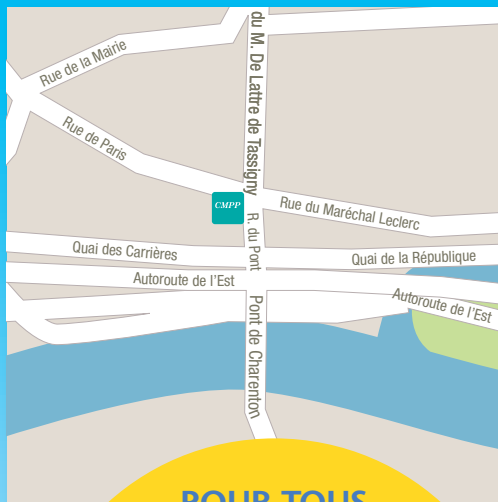 du M. De Lattre de Tassigny
Rue de la Mairie
Rue de Paris
CMPP
Rue du Maréchal Leclerc
R. du Pont
Quai des Carrières
Quai de la République
Autoroute de l'Est
Autoroute de l'Est
Pont de Charenton
POUR TOUS